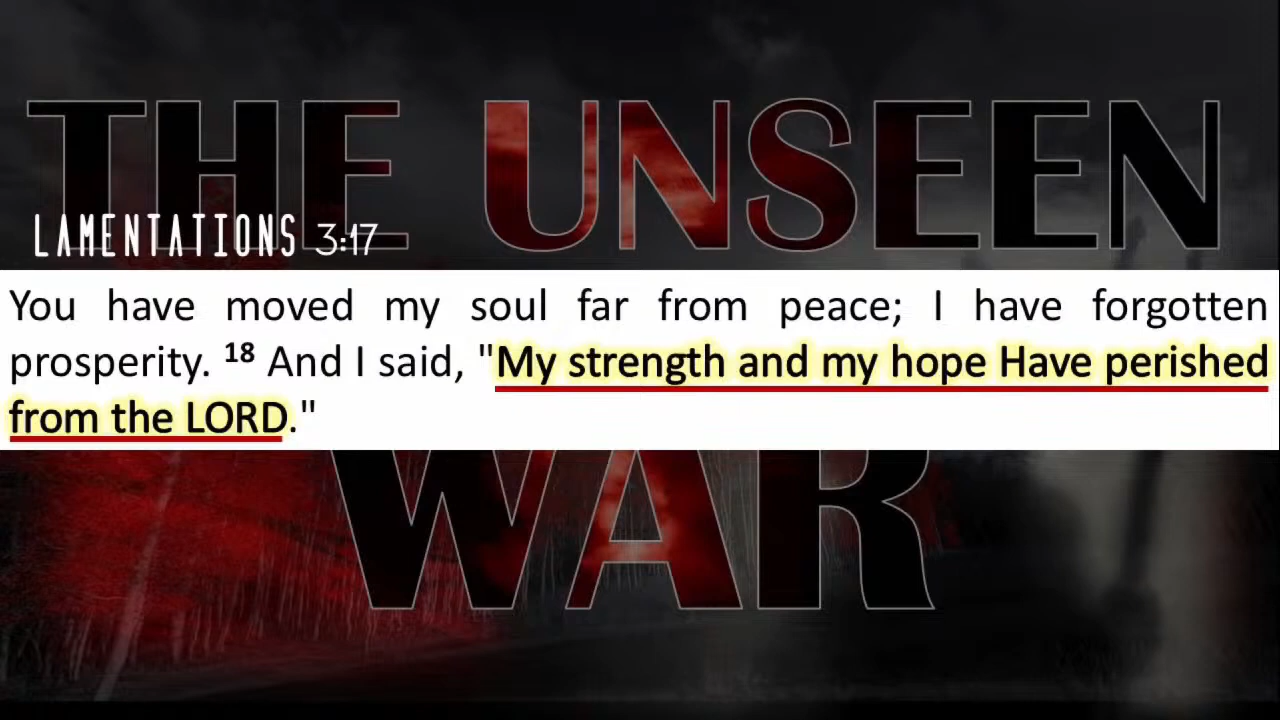 THE UNSEEN
LAMENTATIONS 3:17
You have moved my soul far from peace; I have forgotten
prosperity. 18 And I said, "My strength and my hope Have perished
from the LORD."
WAR